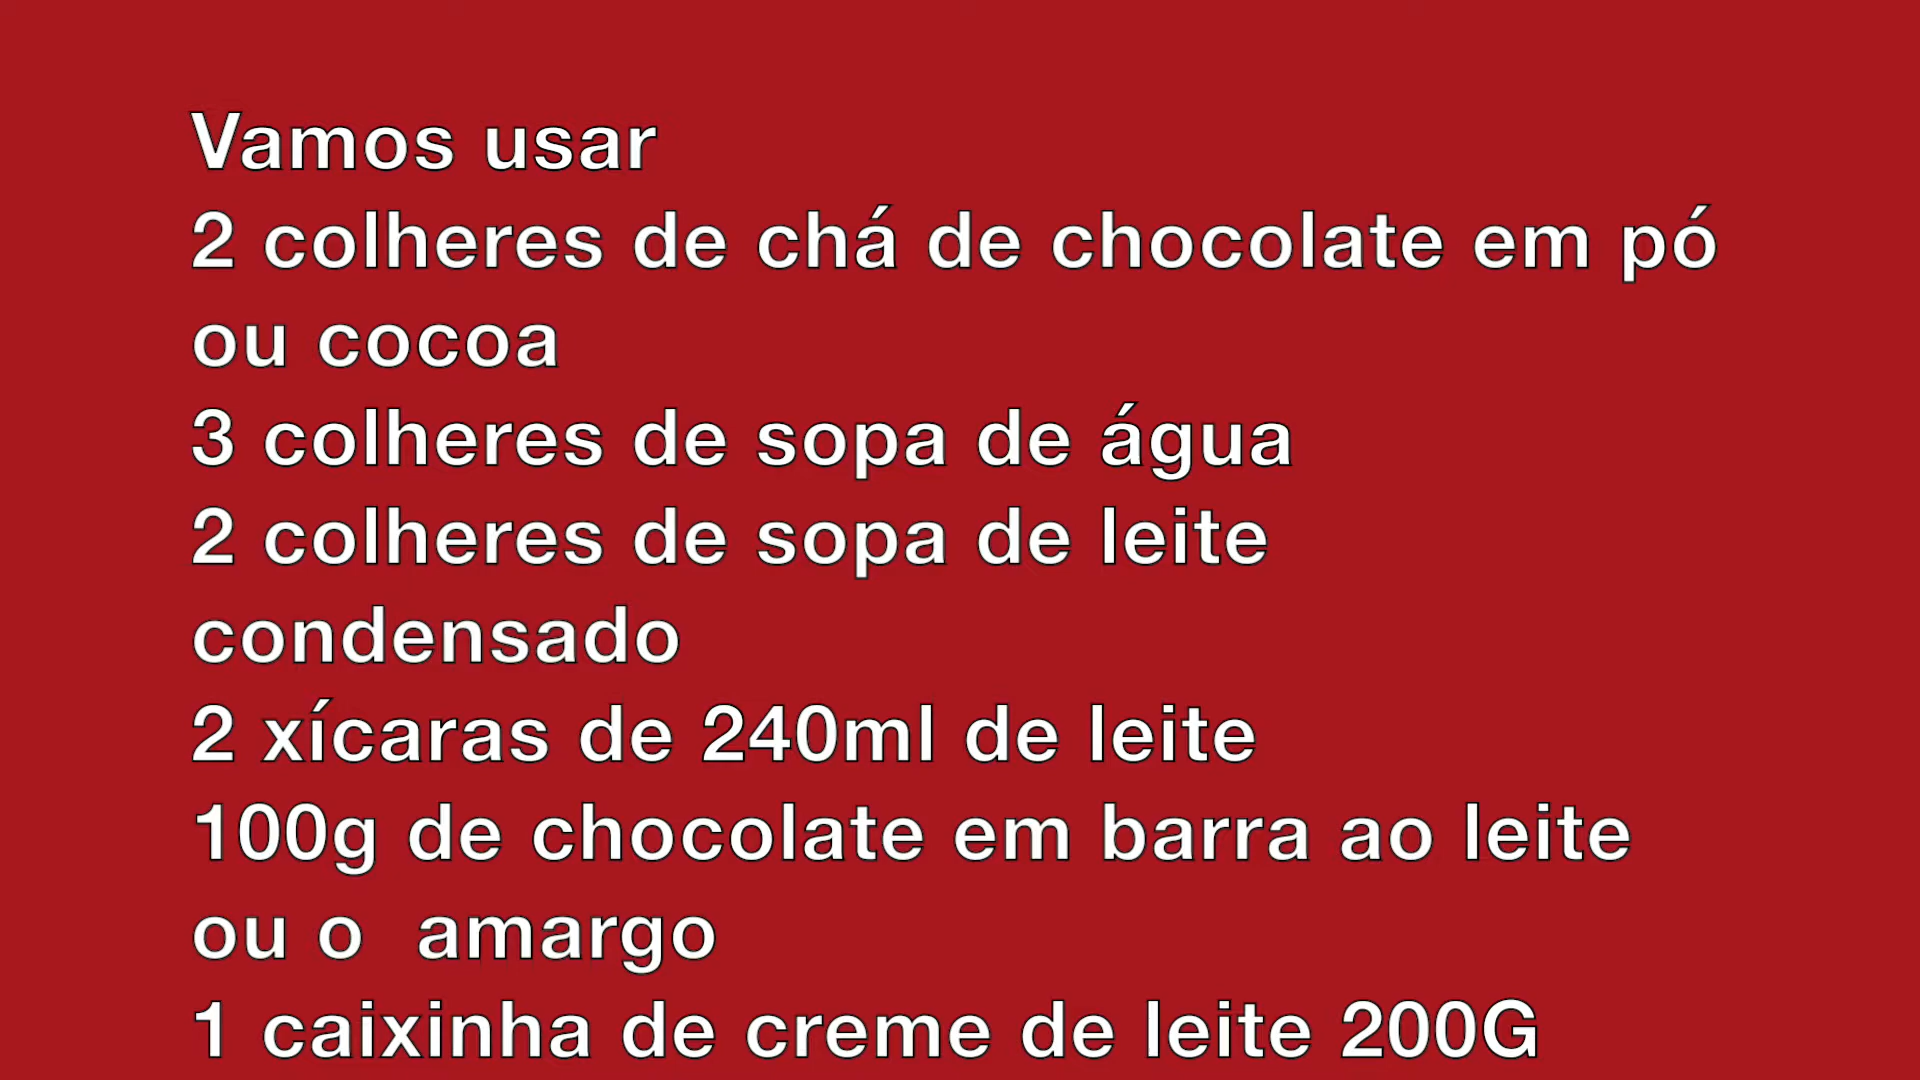 Vamos usar
2 colheres de chá de chocolate em pó
ou cocoa
3 colheres de sopa de água
2 colheres de sopa de leite
condensado
2 xícaras de 240ml de leite
100g de chocolate em barra ao leite
ou o  amargo
1 caixinha de creme de leite 200G